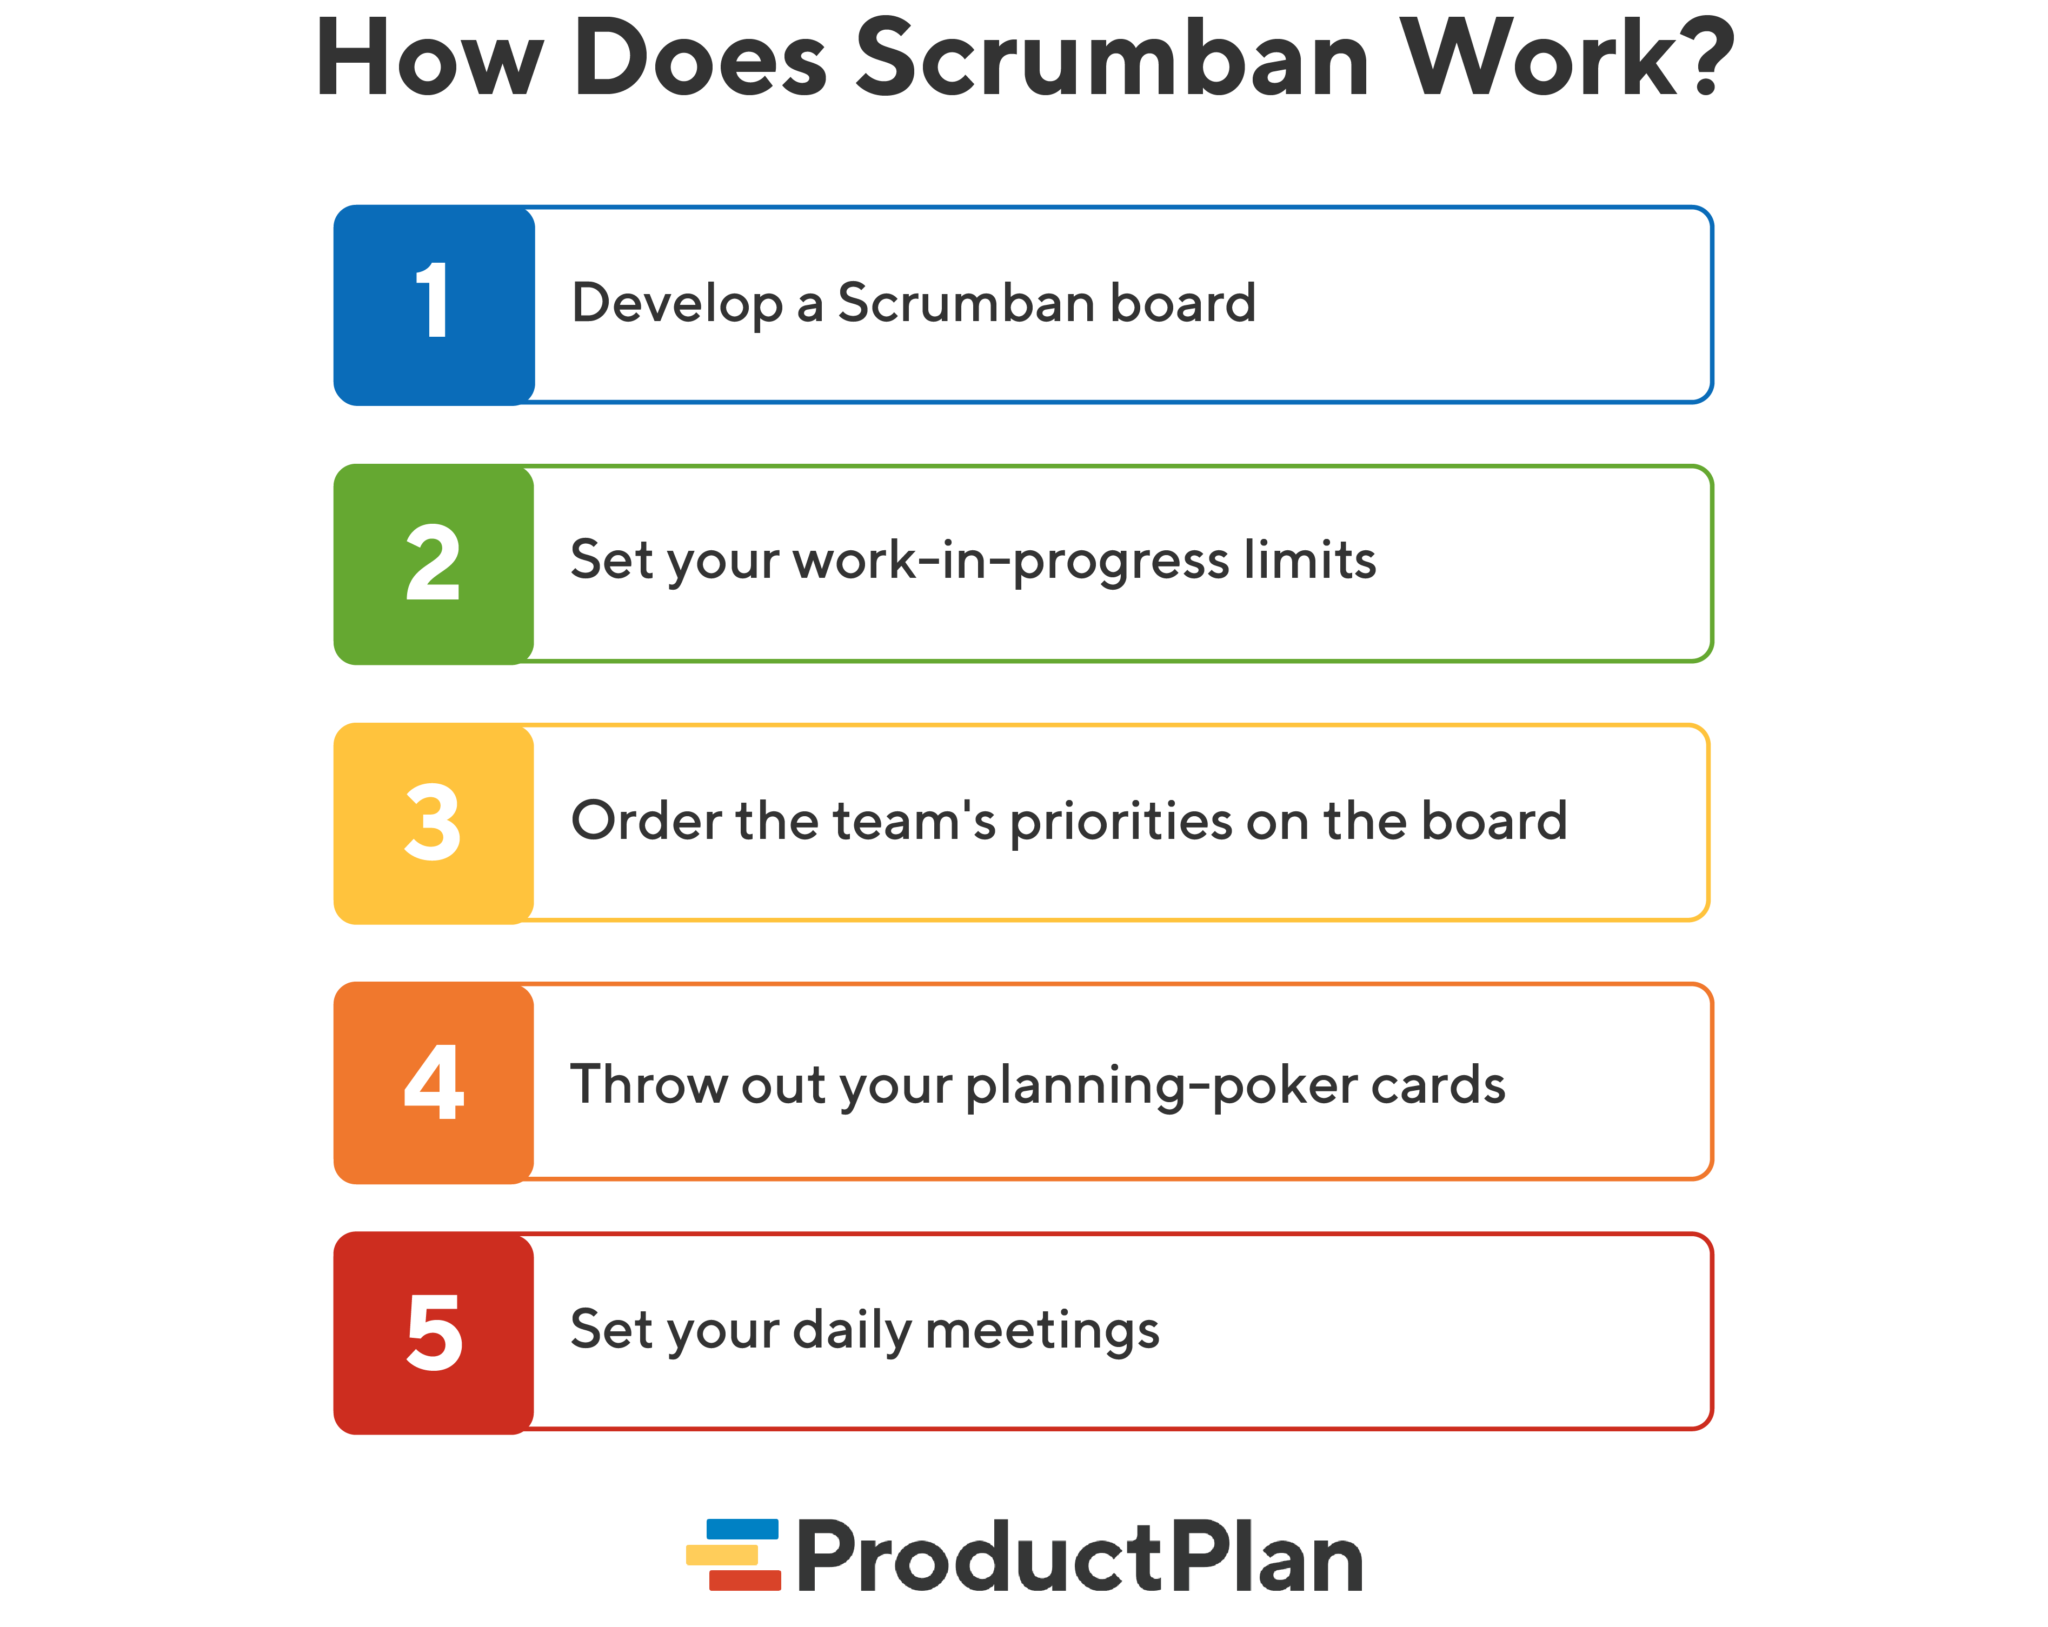 How Does Scrumban Work?
1
Develop a Scrumban board
2
Set your work-in-progress limits
3
Order the team's priorities on the board
4
Throw out your planning-poker cards
5
Set your daily meetings
ProductPlan